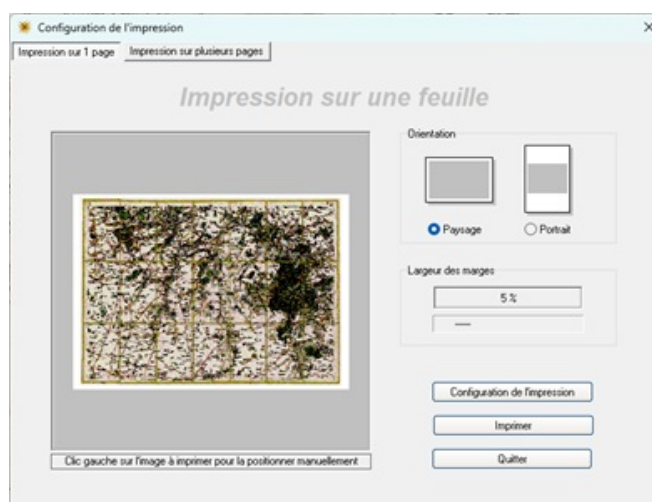 Configuration de l'impression
Impression sur 1 page
Impression sur plusieurs pages
Impression sur une feuille
Orientation
Paysage
Portrait
Largeur des marges
5 %
Configuration de l'impression
Imprimer
Quitter
Clic gauche sur l'image à imprimer pour la positionner manuellement